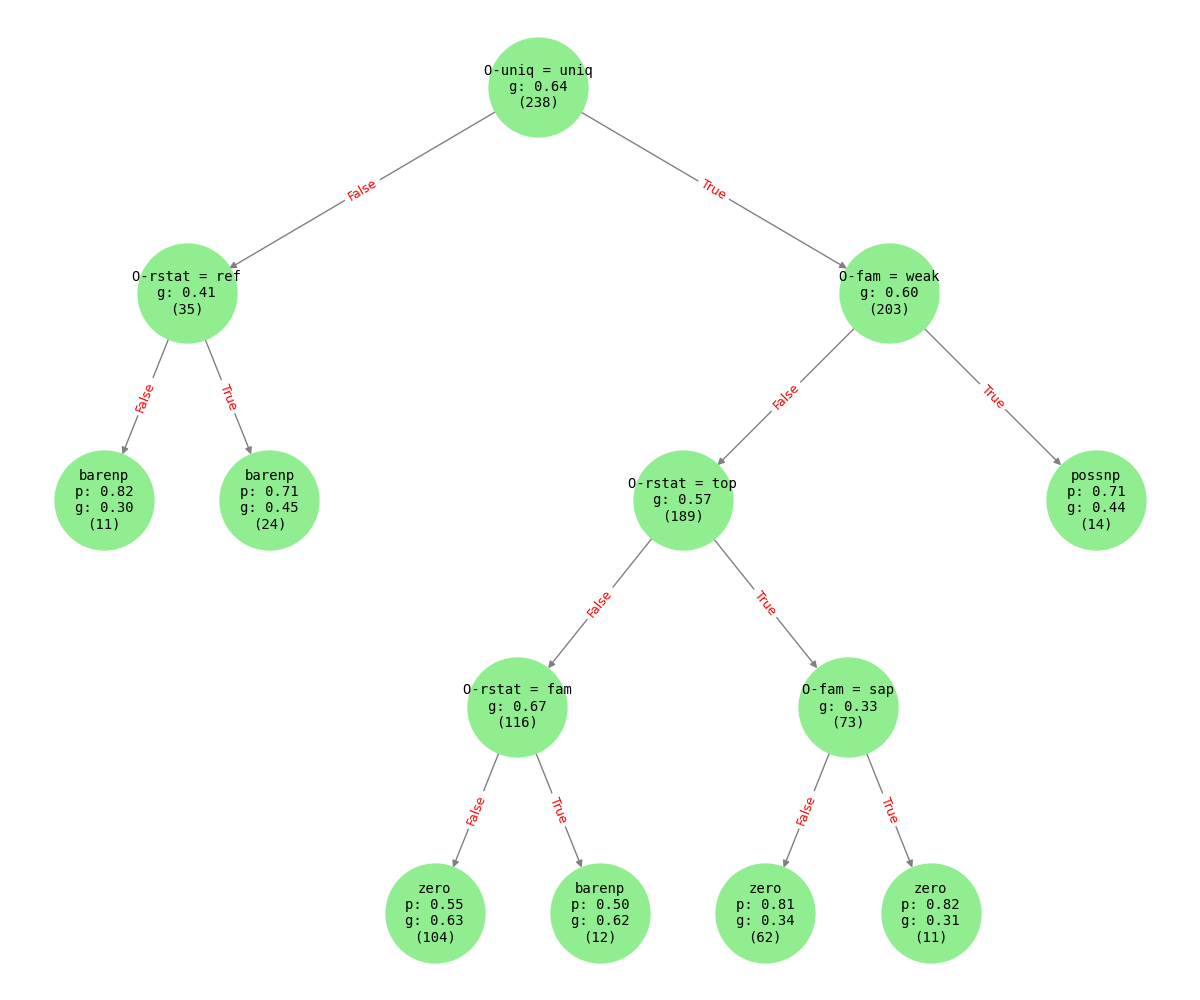 O-uniq = uniq
g: 0.64
(238)
False
True
O-rstat = ref
g: 0.41
(35)
O-fam = weak
g: 0.60
(203)
False
True
False
True
barenp
p: 0.82
g: 0.30
(11)
barenp
p: 0.71
g: 0.45
(24)
O-rstat = top
g: 0.57
(189)
possnp
p: 0.71
g: 0.44
(14)
False
True
O-rstat = fam
g: 0.67
(116)
O-fam = sap
g: 0.33
(73)
False
True
False
True
zero
p: 0.55
g: 0.63
(104)
barenp
p: 0.50
g: 0.62
(12)
zero
p: 0.81
g: 0.34
(62)
zero
p: 0.82
g: 0.31
(11)